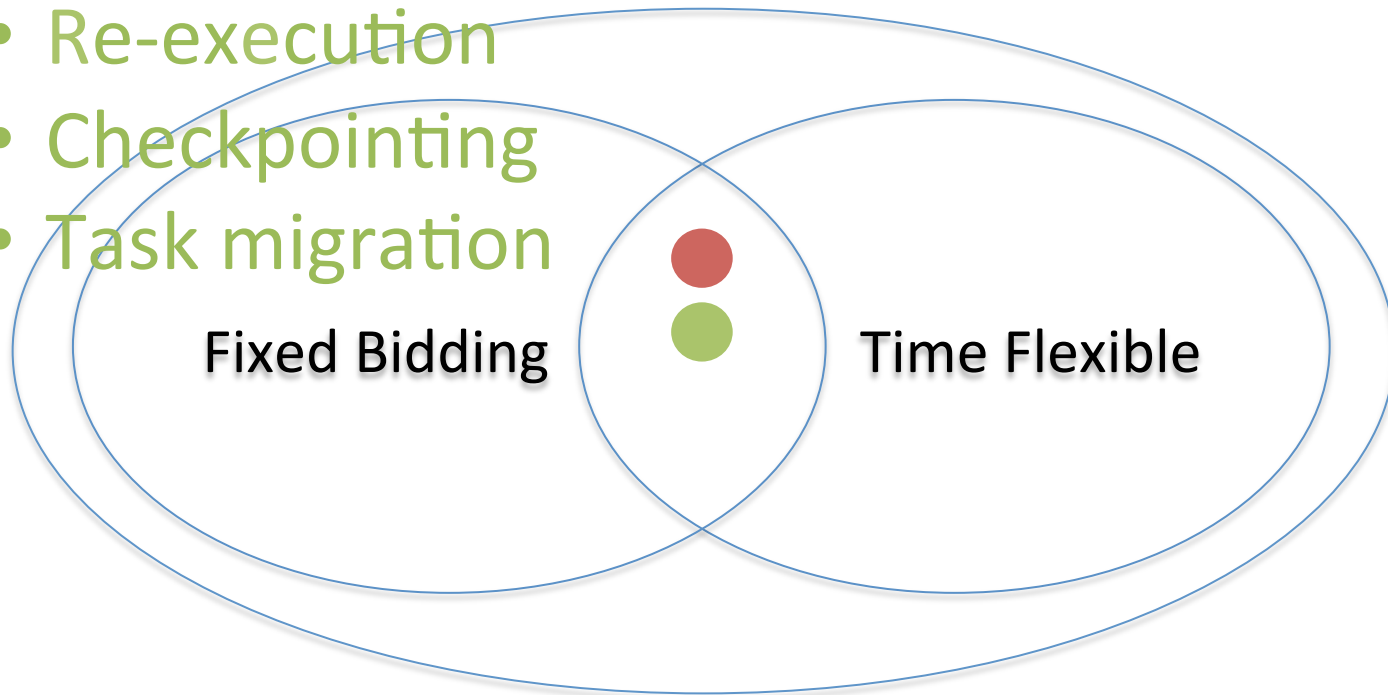 • Re-execution
• Checkpointing
• Task migration
Fixed Bidding
Time Flexible